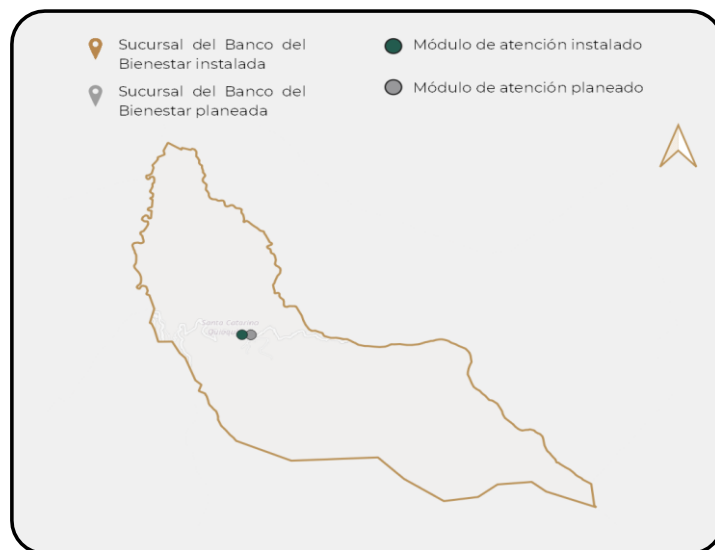 Sucursal del Banco del
Bienestar instalada
Sucursal del Banco del
Bienestar planeada
Módulo de atención instalado
Módulo de atención planeado
Santa Catarina